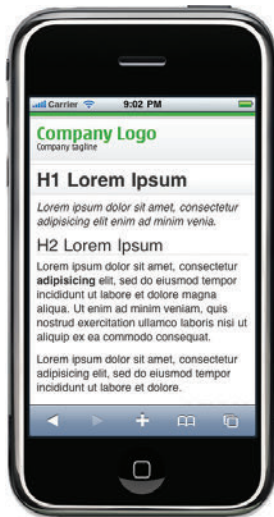 Carrier 9:02 PM
Company Logo
Company tagline
H1 Lorem Ipsum
Lorem ipsum dolor sit amet, consectetur
adipisicing elit enim ad minim venia.
H2 Lorem Ipsum
Lorem ipsum dolor sit amet, consectetur
adipisicing elit, sed do eiusmod tempor
incididunt ut labore et dolore magna
aliqua. Ut enim ad minim veniam, quis
nostrud exercitation ullamco laboris nisi ut
aliquip ex ea commodo consequat.
Lorem ipsum dolor sit amet, consectetur
adipisicing elit, sed do eiusmod tempor
incididunt ut labore et dolore.